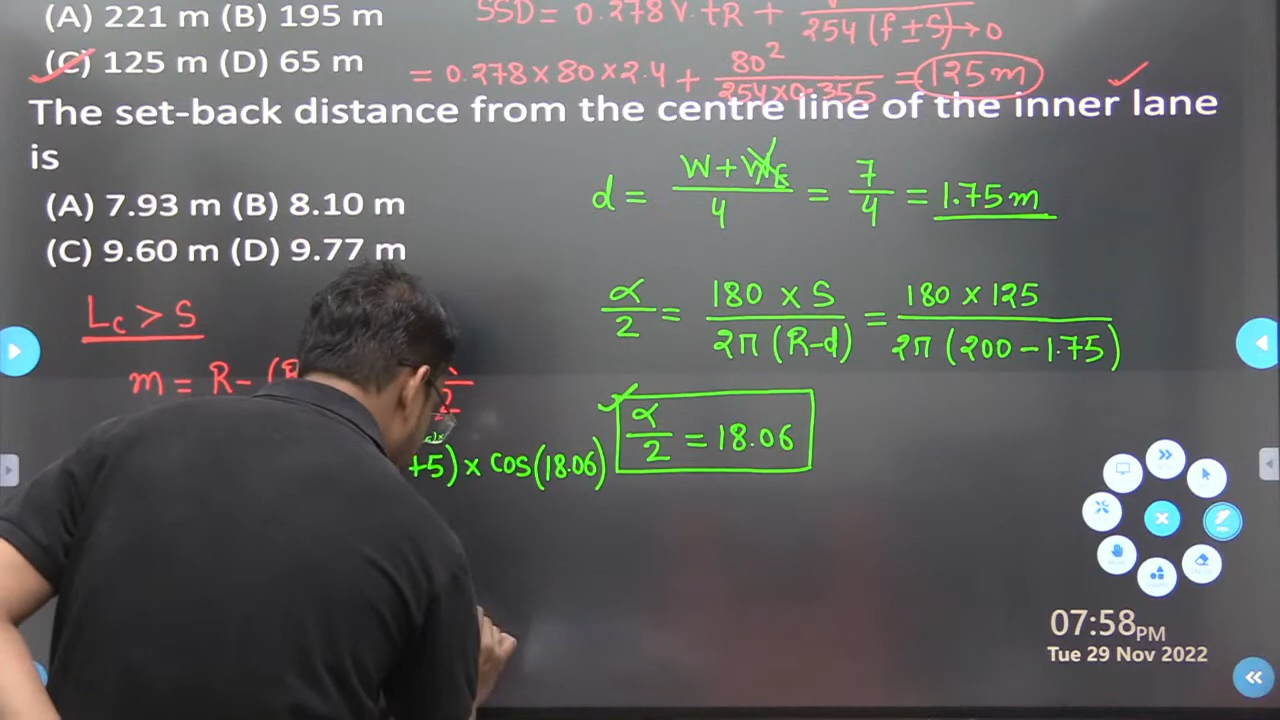 (A) 221 m (B) 195 m
SSD = 0.278 V. tR +
254 (f ± S) → 0
(C) 125 m (D) 65 m
= 0.278 × 80 × 2.4 + 80² / 254 × 0.355 = 125 m
The set-back distance from the centre line of the inner lane
is
d = W + / 4 = 7 / 4 = 1.75 m
(A) 7.93 m (B) 8.10 m
(C) 9.60 m (D) 9.77 m
α / 2 = 180 × S / 2π (R-d) = 180 × 125 / 2π (200 - 1.75)
Lc > S
m = R -
+5) × cos(18.06)
α / 2 = 18.06
07:58 PM
Tue 29 Nov 2022